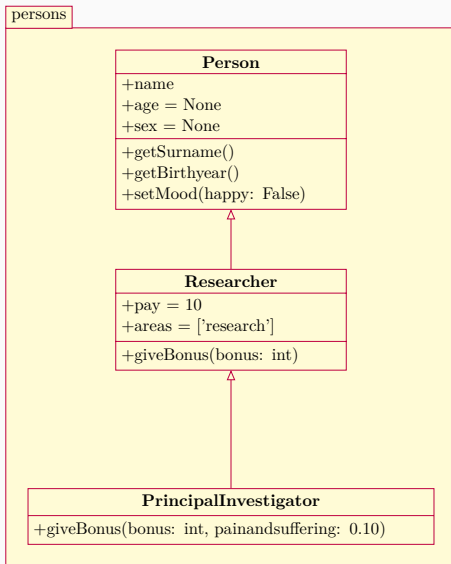 persons
Person
+name
+age = None
+sex = None
+getSurname()
+getBirthyear()
+setMood(happy: False)
Researcher
+pay = 10
+areas = [’research’]
+giveBonus(bonus: int)
PrincipalInvestigator
+giveBonus(bonus: int, painandsuffering: 0.10)